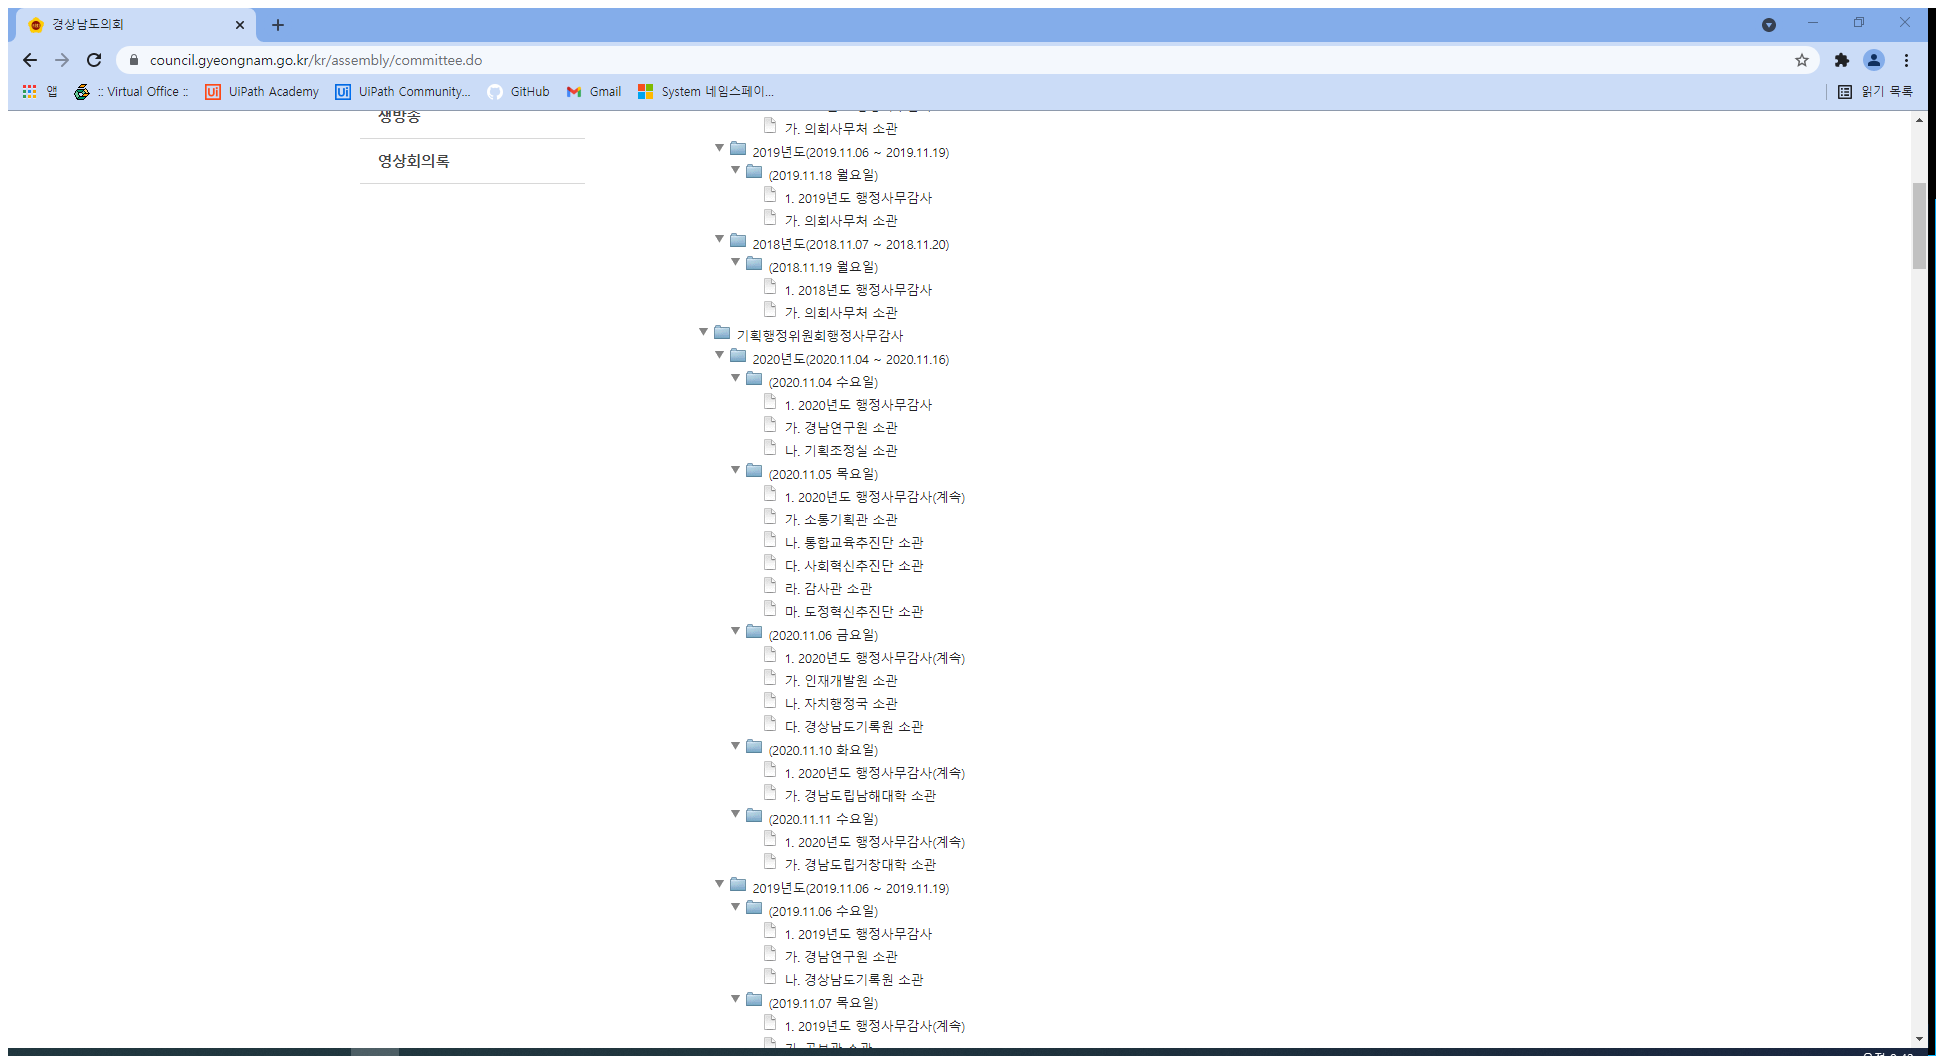 경상남도의회
council.gyeongnam.go.kr/kr/assembly/committee.do
앱 :: Virtual Office :: UiPath Academy UiPath Community... GitHub Gmail System 네임스페이... 읽기 목록
생방송
영상회의록
가. 의회사무처 소관
2019년도(2019.11.06 ~ 2019.11.19)
(2019.11.18 월요일)
1. 2019년도 행정사무감사
가. 의회사무처 소관
2018년도(2018.11.07 ~ 2018.11.20)
(2018.11.19 월요일)
1. 2018년도 행정사무감사
가. 의회사무처 소관
기획행정위원회행정사무감사
2020년도(2020.11.04 ~ 2020.11.16)
(2020.11.04 수요일)
1. 2020년도 행정사무감사
가. 경남연구원 소관
나. 기획조정실 소관
(2020.11.05 목요일)
1. 2020년도 행정사무감사(계속)
가. 소통기획관 소관
나. 통합교육추진단 소관
다. 사회혁신추진단 소관
라. 감사관 소관
마. 도정혁신추진단 소관
(2020.11.06 금요일)
1. 2020년도 행정사무감사(계속)
가. 인재개발원 소관
나. 자치행정국 소관
다. 경상남도기록원 소관
(2020.11.10 화요일)
1. 2020년도 행정사무감사(계속)
가. 경남도립남해대학 소관
(2020.11.11 수요일)
1. 2020년도 행정사무감사(계속)
가. 경남도립거창대학 소관
2019년도(2019.11.06 ~ 2019.11.19)
(2019.11.06 수요일)
1. 2019년도 행정사무감사
가. 경남연구원 소관
나. 경상남도기록원 소관
(2019.11.07 목요일)
1. 2019년도 행정사무감사(계속)